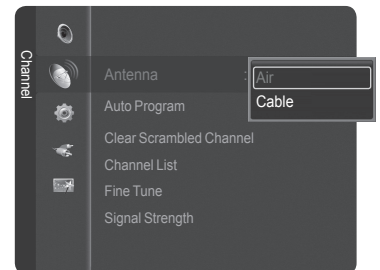 Channel
Antenna : Air
Cable
Auto Program
Clear Scrambled Channel
Channel List
Fine Tune
Signal Strength